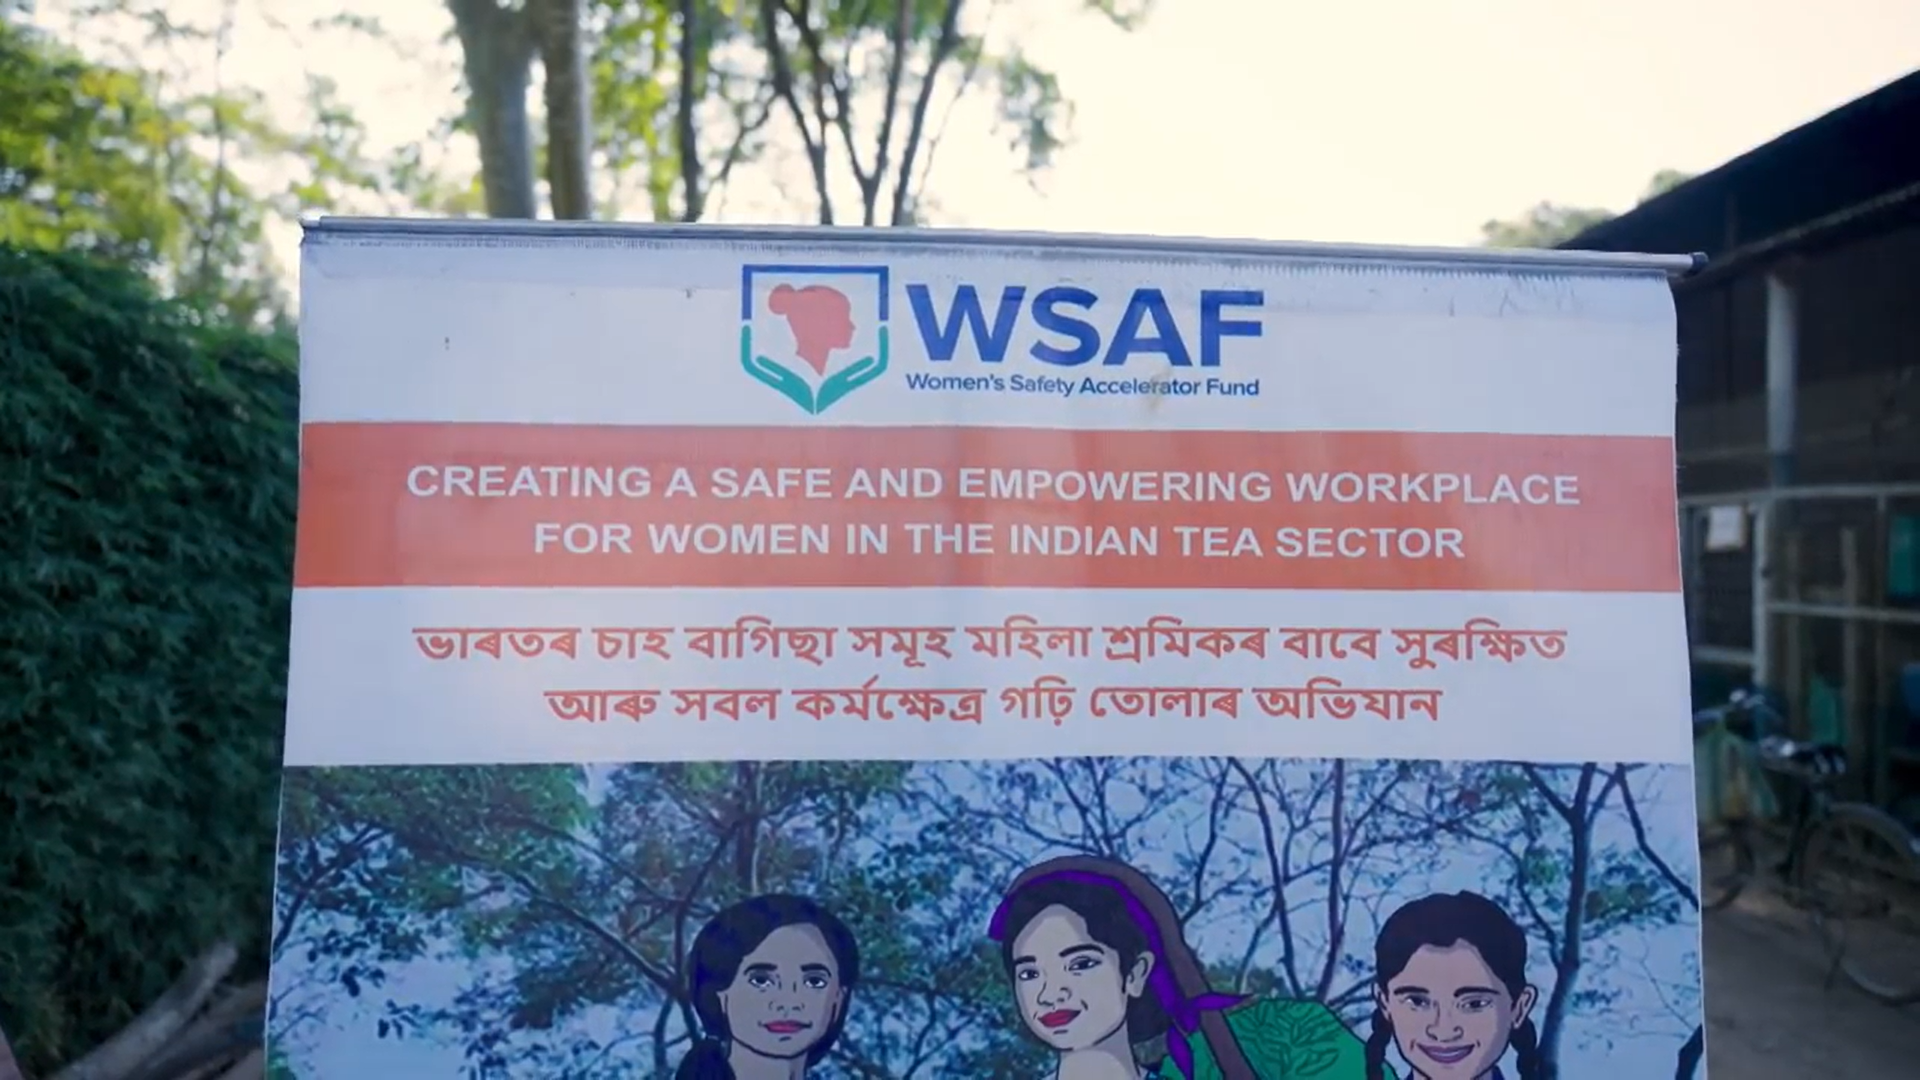 WSAF
Women's Safety Accelerator Fund
CREATING A SAFE AND EMPOWERING WORKPLACE
FOR WOMEN IN THE INDIAN TEA SECTOR
ভাৰতৰ চাহ বাগিছা সমূহ মহিলা শ্ৰমিকৰ বাবে সুৰক্ষিত
আৰু সবল কৰ্মক্ষেত্ৰ গঢ়ি তোলাৰ অভিযান